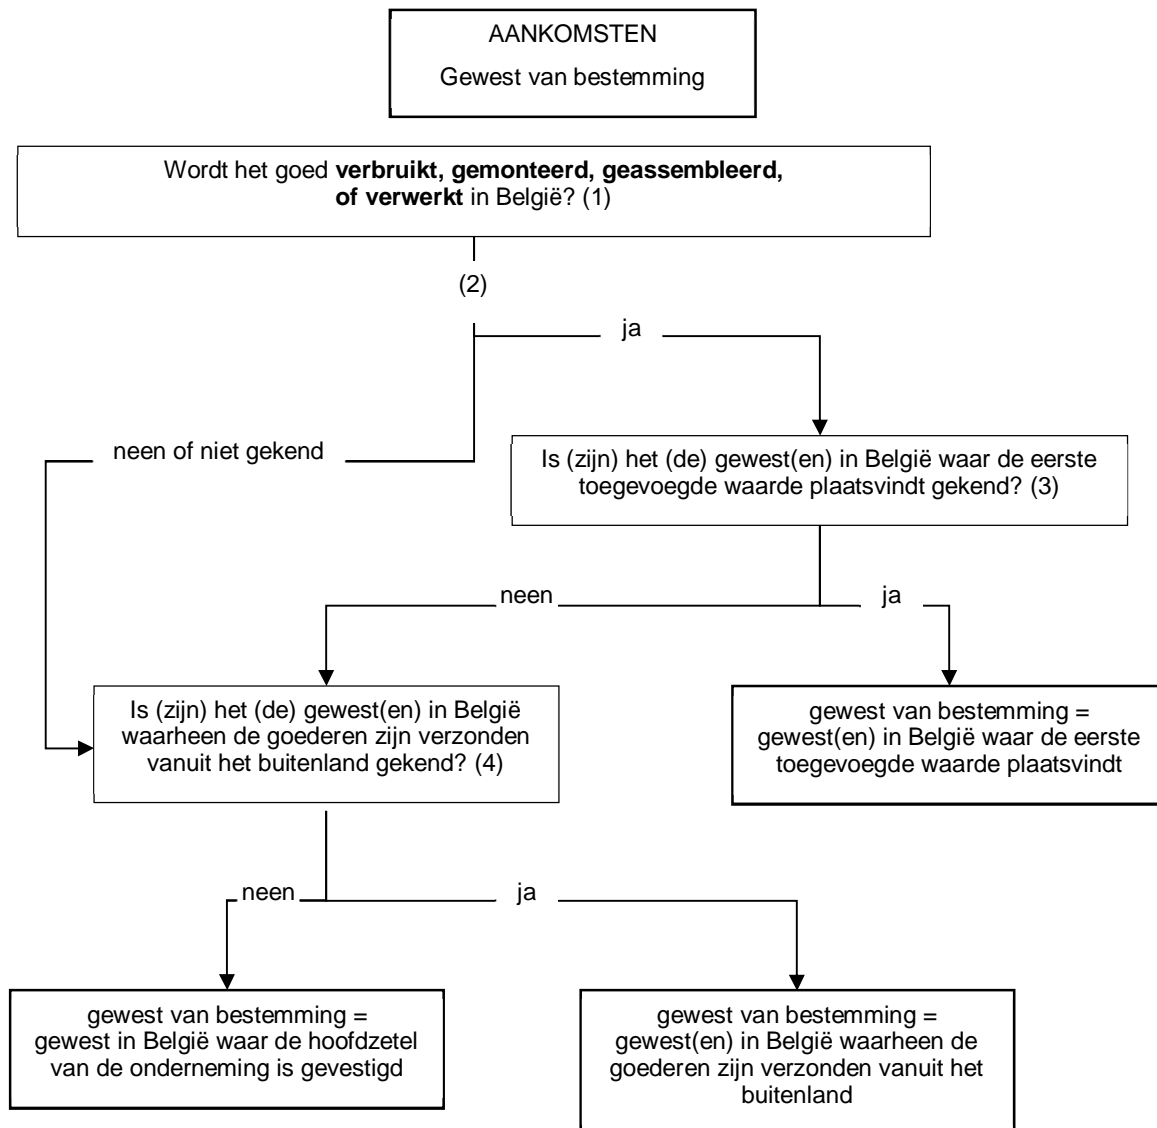 AANKOMSTEN
Gewest van bestemming
Wordt het goed verbruikt, gemonteerd, geassembleerd,
of verwerkt in België? (1)
(2)
ja
neen of niet gekend
Is (zijn) het (de) gewest(en) in België waar de eerste
toegevoegde waarde plaatsvindt gekend? (3)
neen
ja
Is (zijn) het (de) gewest(en) in België
waarheen de goederen zijn verzonden
vanuit het buitenland gekend? (4)
gewest van bestemming =
gewest(en) in België waar de eerste
toegevoegde waarde plaatsvindt
neen
ja
gewest van bestemming =
gewest in België waar de hoofdzetel
van de onderneming is gevestigd
gewest van bestemming =
gewest(en) in België waarheen de
goederen zijn verzonden vanuit het
buitenland